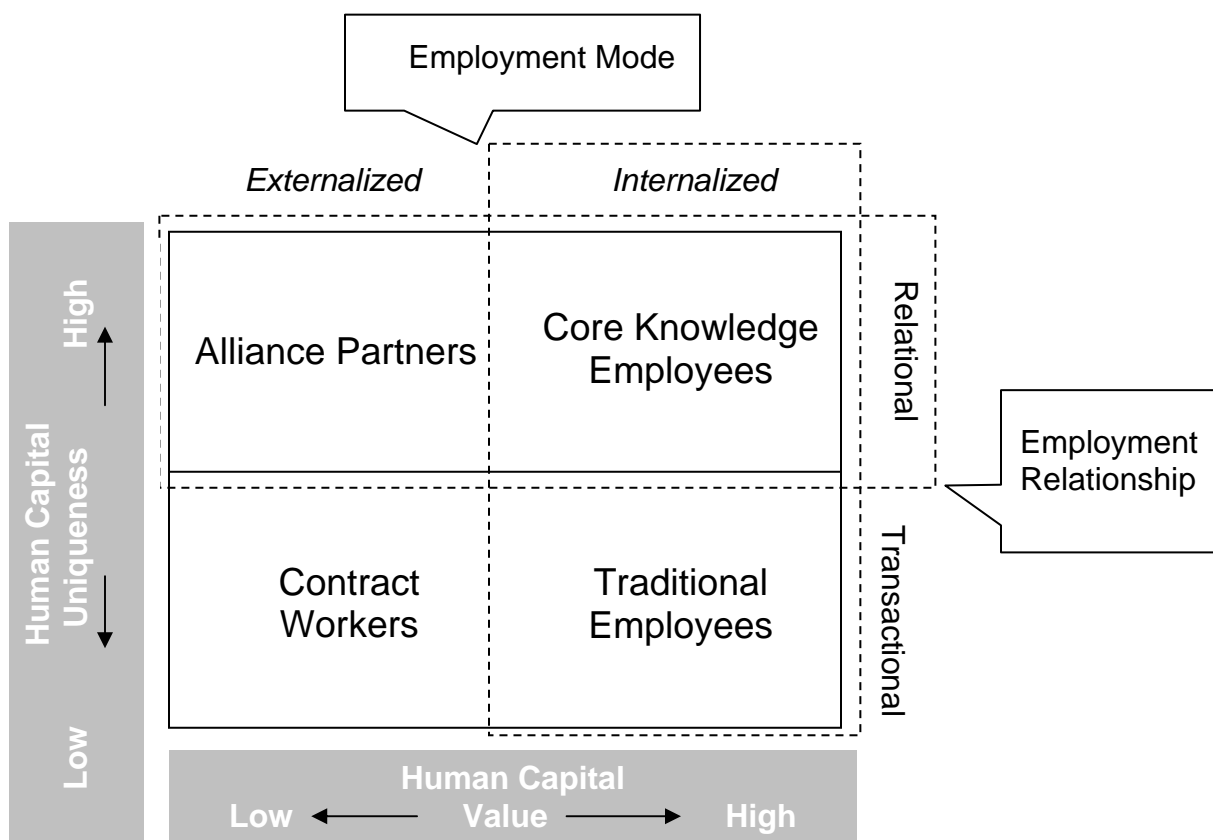 Employment Mode
Externalized
Internalized
High
Human Capital
Uniqueness
Low
Alliance Partners
Core Knowledge
Employees
Relational
Employment
Relationship
Contract
Workers
Traditional
Employees
Transactional
Human Capital
Low
Value
High